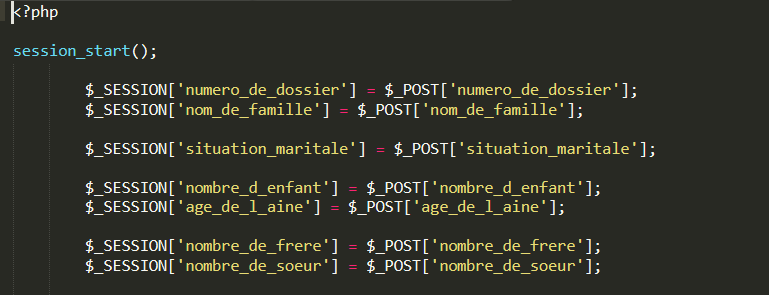 <?php
session_start();
$_SESSION['numero_de_dossier'] = $_POST['numero_de_dossier'];
$_SESSION['nom_de_famille'] = $_POST['nom_de_famille'];
$_SESSION['situation_maritale'] = $_POST['situation_maritale'];
$_SESSION['nombre_d_enfant'] = $_POST['nombre_d_enfant'];
$_SESSION['age_de_l_aine'] = $_POST['age_de_l_aine'];
$_SESSION['nombre_de_frere'] = $_POST['nombre_de_frere'];
$_SESSION['nombre_de_soeur'] = $_POST['nombre_de_soeur'];